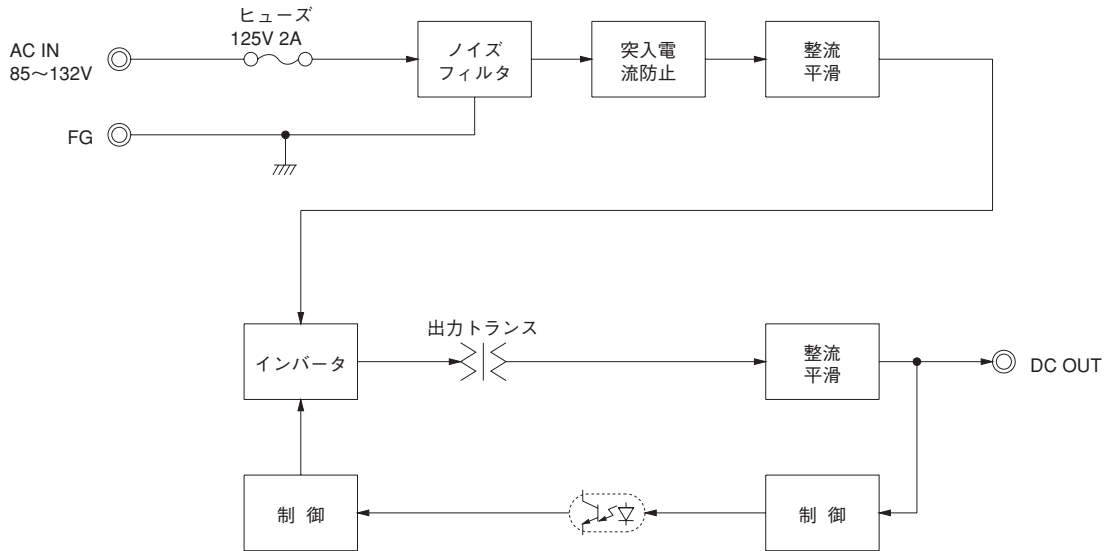 ヒューズ
125V 2A
AC IN
85〜132V
ノイズ
フィルタ
突入電
流防止
整流
平滑
FG
インバータ
出力トランス
整流
平滑
DC OUT
制 御
制 御